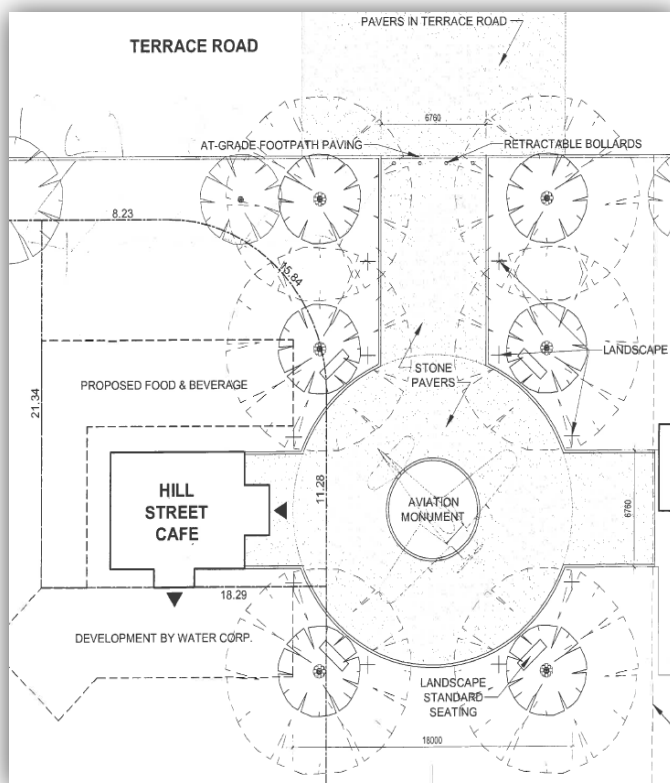 PAVERS IN TERRACE ROAD
TERRACE ROAD
6760
AT-GRADE FOOTPATH PAVING
RETRACTABLE BOLLARDS
8.23
15.84
LANDSCAPE
STONE
PAVERS
PROPOSED FOOD & BEVERAGE
21.34
11.28
HILL
STREET
CAFE
AVIATION
MONUMENT
6760
18.29
DEVELOPMENT BY WATER CORP.
LANDSCAPE
STANDARD
SEATING
18000